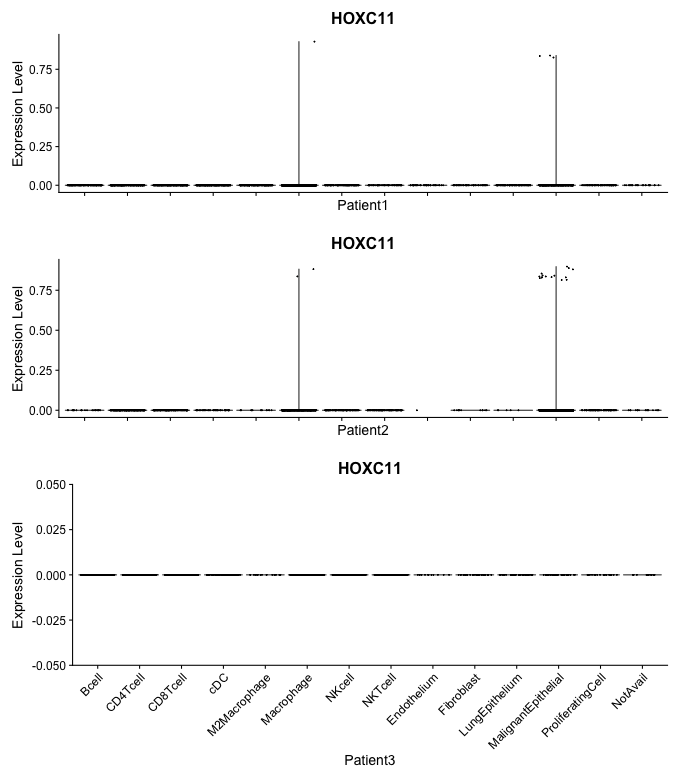 HOXC11
Expression Level
0.75
0.50
0.25
0.00
Patient1
HOXC11
Expression Level
0.75
0.50
0.25
0.00
Patient2
HOXC11
Expression Level
0.050
0.025
0.000
-0.025
-0.050
Bcell
CD4Tcell
CD8Tcell
cDC
M2Macrophage
Macrophage
NKcell
NKTcell
Endothelium
Fibroblast
LungEpithelium
MalignantEpithelial
ProliferatingCell
NotAvail
Patient3